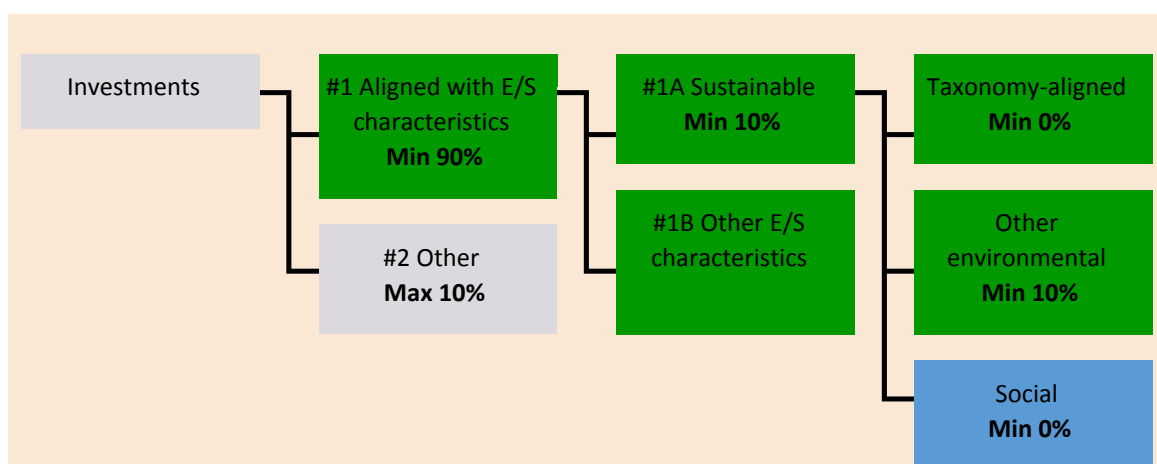 Investments
#1 Aligned with E/S
characteristics
Min 90%
#2 Other
Max 10%
#1A Sustainable
Min 10%
#1B Other E/S
characteristics
Taxonomy-aligned
Min 0%
Other
environmental
Min 10%
Social
Min 0%